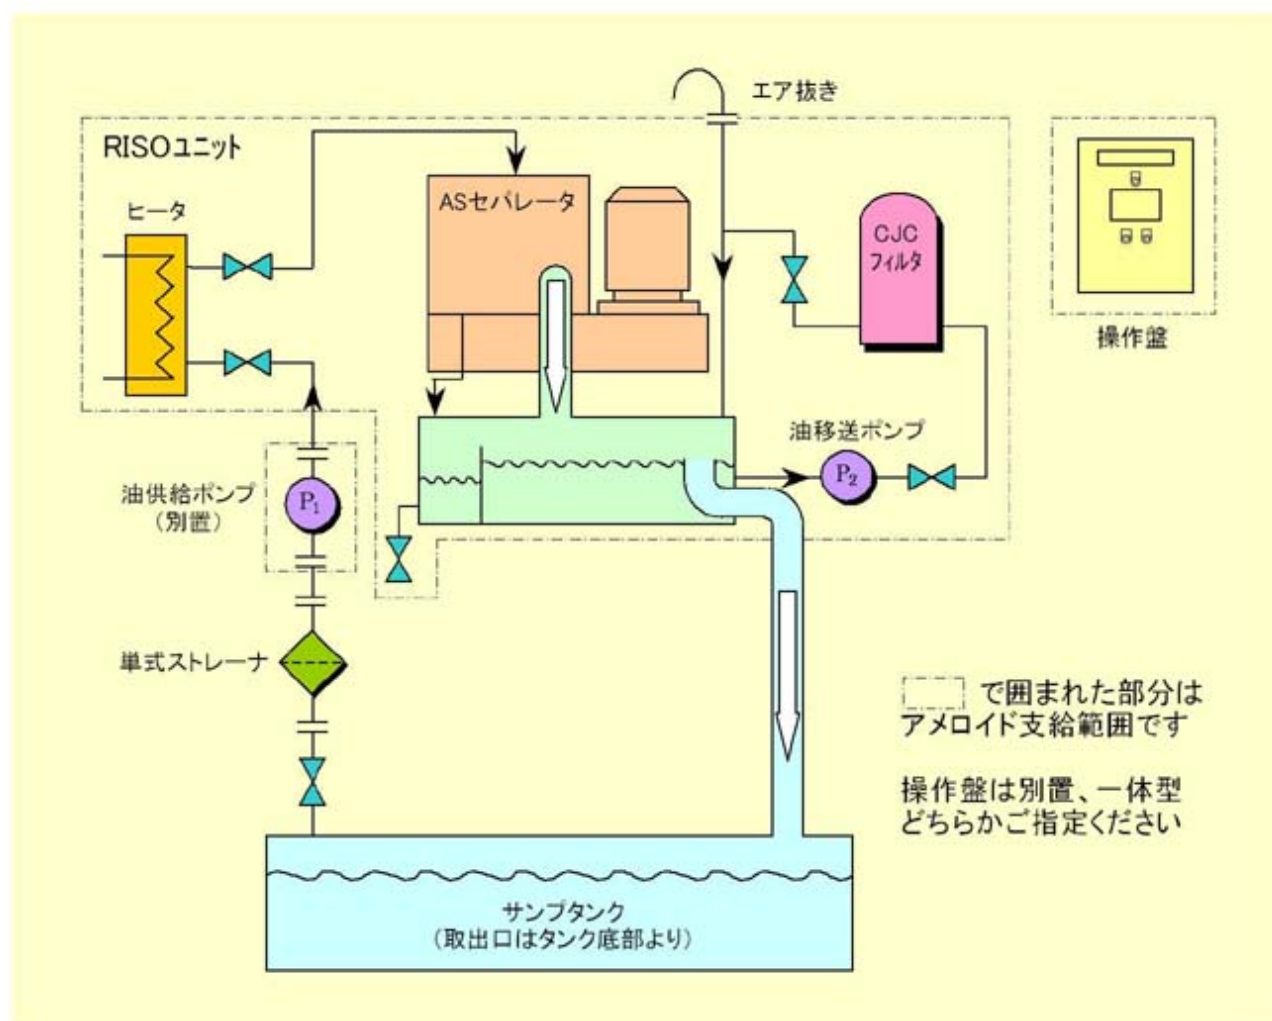 エア抜き
RISOユニット
ヒータ
ASセパレータ
CJC
フィルタ
操作盤
油移送ポンプ
P2
油供給ポンプ
（別置）
P1
単式ストレーナ
で囲まれた部分は
アメロイド支給範囲です
操作盤は別置、一体型
どちらかご指定ください
サンプタンク
（取出口はタンク底部より）